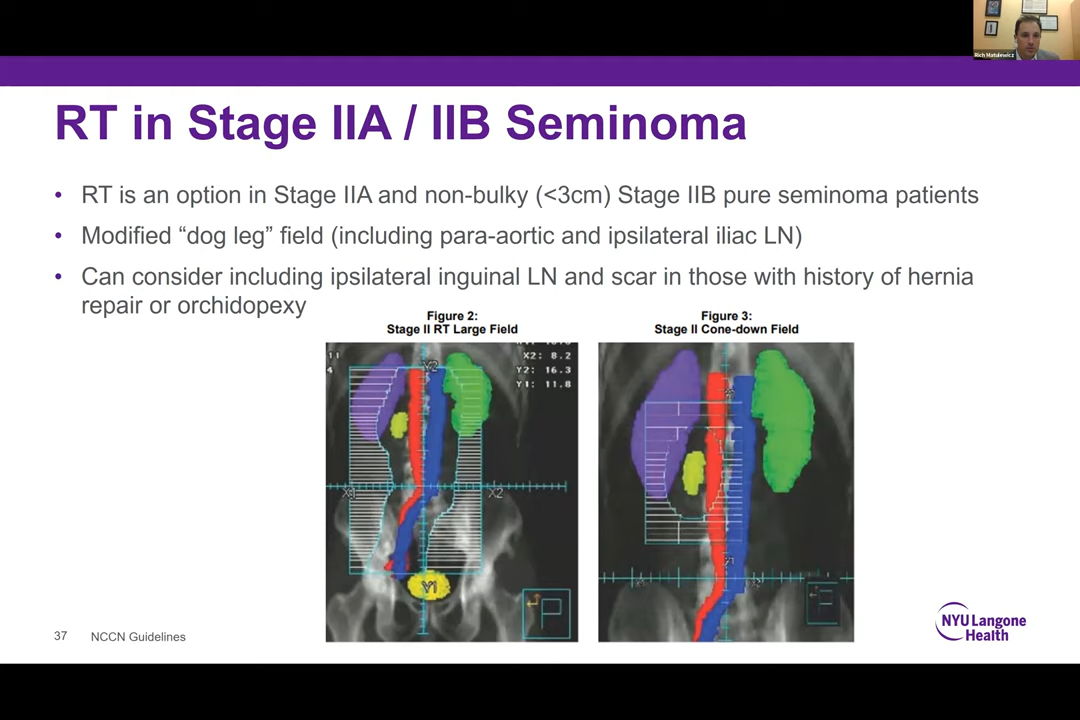 Rich Matulewicz
RT in Stage IIA / IIB Seminoma
• RT is an option in Stage IIA and non-bulky (<3cm) Stage IIB pure seminoma patients
• Modified “dog leg” field (including para-aortic and ipsilateral iliac LN)
• Can consider including ipsilateral inguinal LN and scar in those with history of hernia
repair or orchidopexy
Figure 2:
Stage II RT Large Field
11
4
Y2
X2: 8.2
Y2: 16.3
Y1: 11.8
X1
X2
Y1
P
Figure 3:
Stage II Cone-down Field
37
NCCN Guidelines
NYU Langone
Health